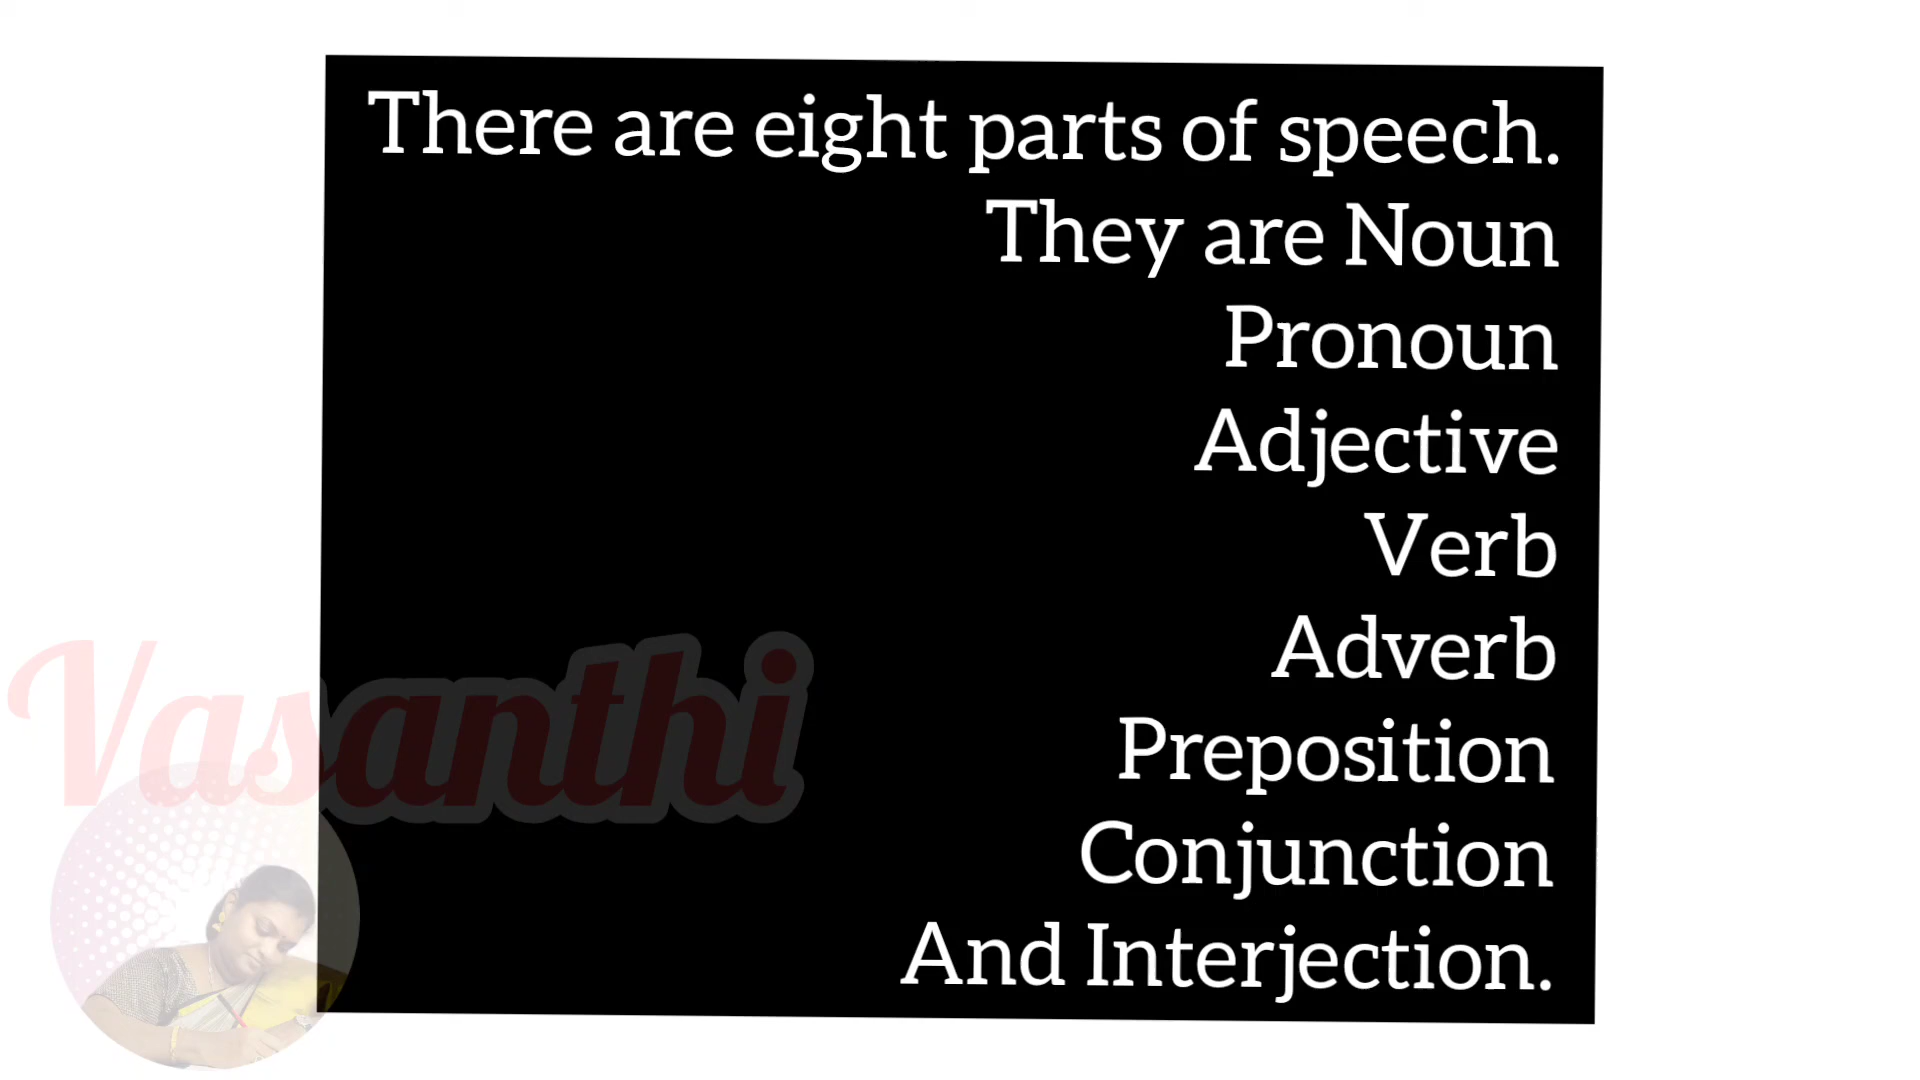 There are eight parts of speech.
They are Noun
Pronoun
Adjective
Verb
Adverb
Preposition
Conjunction
And Interjection.
Vasanthi